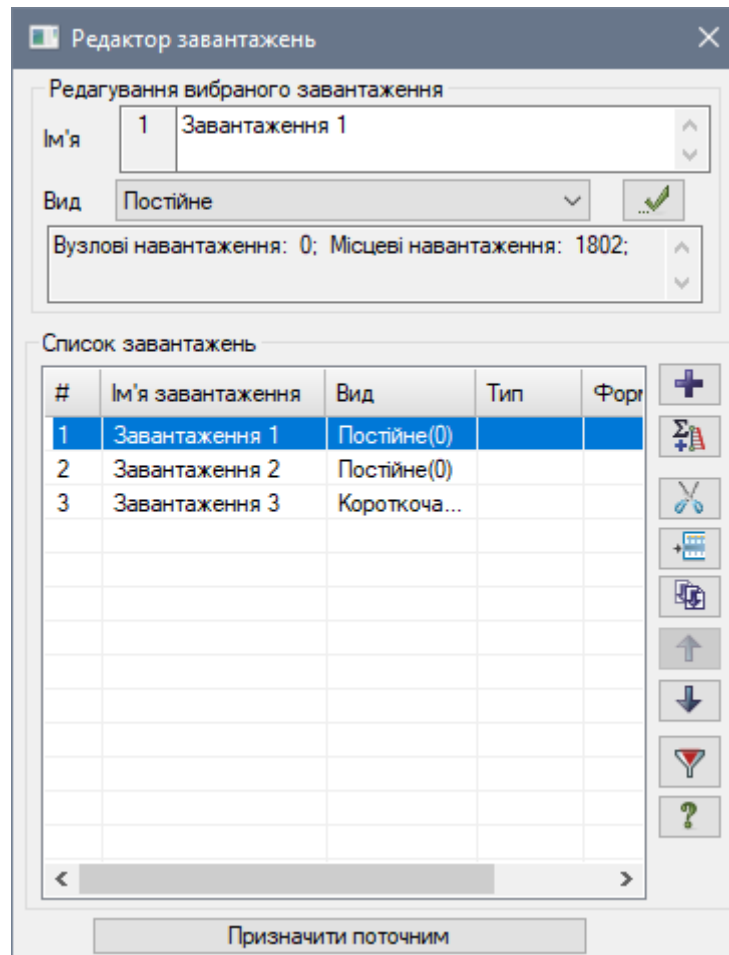 Редактор завантажень
Редагування вибраного завантаження
Ім'я 1 Завантаження 1
Вид Постійне
Вузлові навантаження: 0; Місцеві навантаження: 1802;
Список завантажень
# Ім'я завантаження Вид Тип Форм
1 Завантаження 1 Постійне(0)
2 Завантаження 2 Постійне(0)
3 Завантаження 3 Короткоча...
Призначити поточним